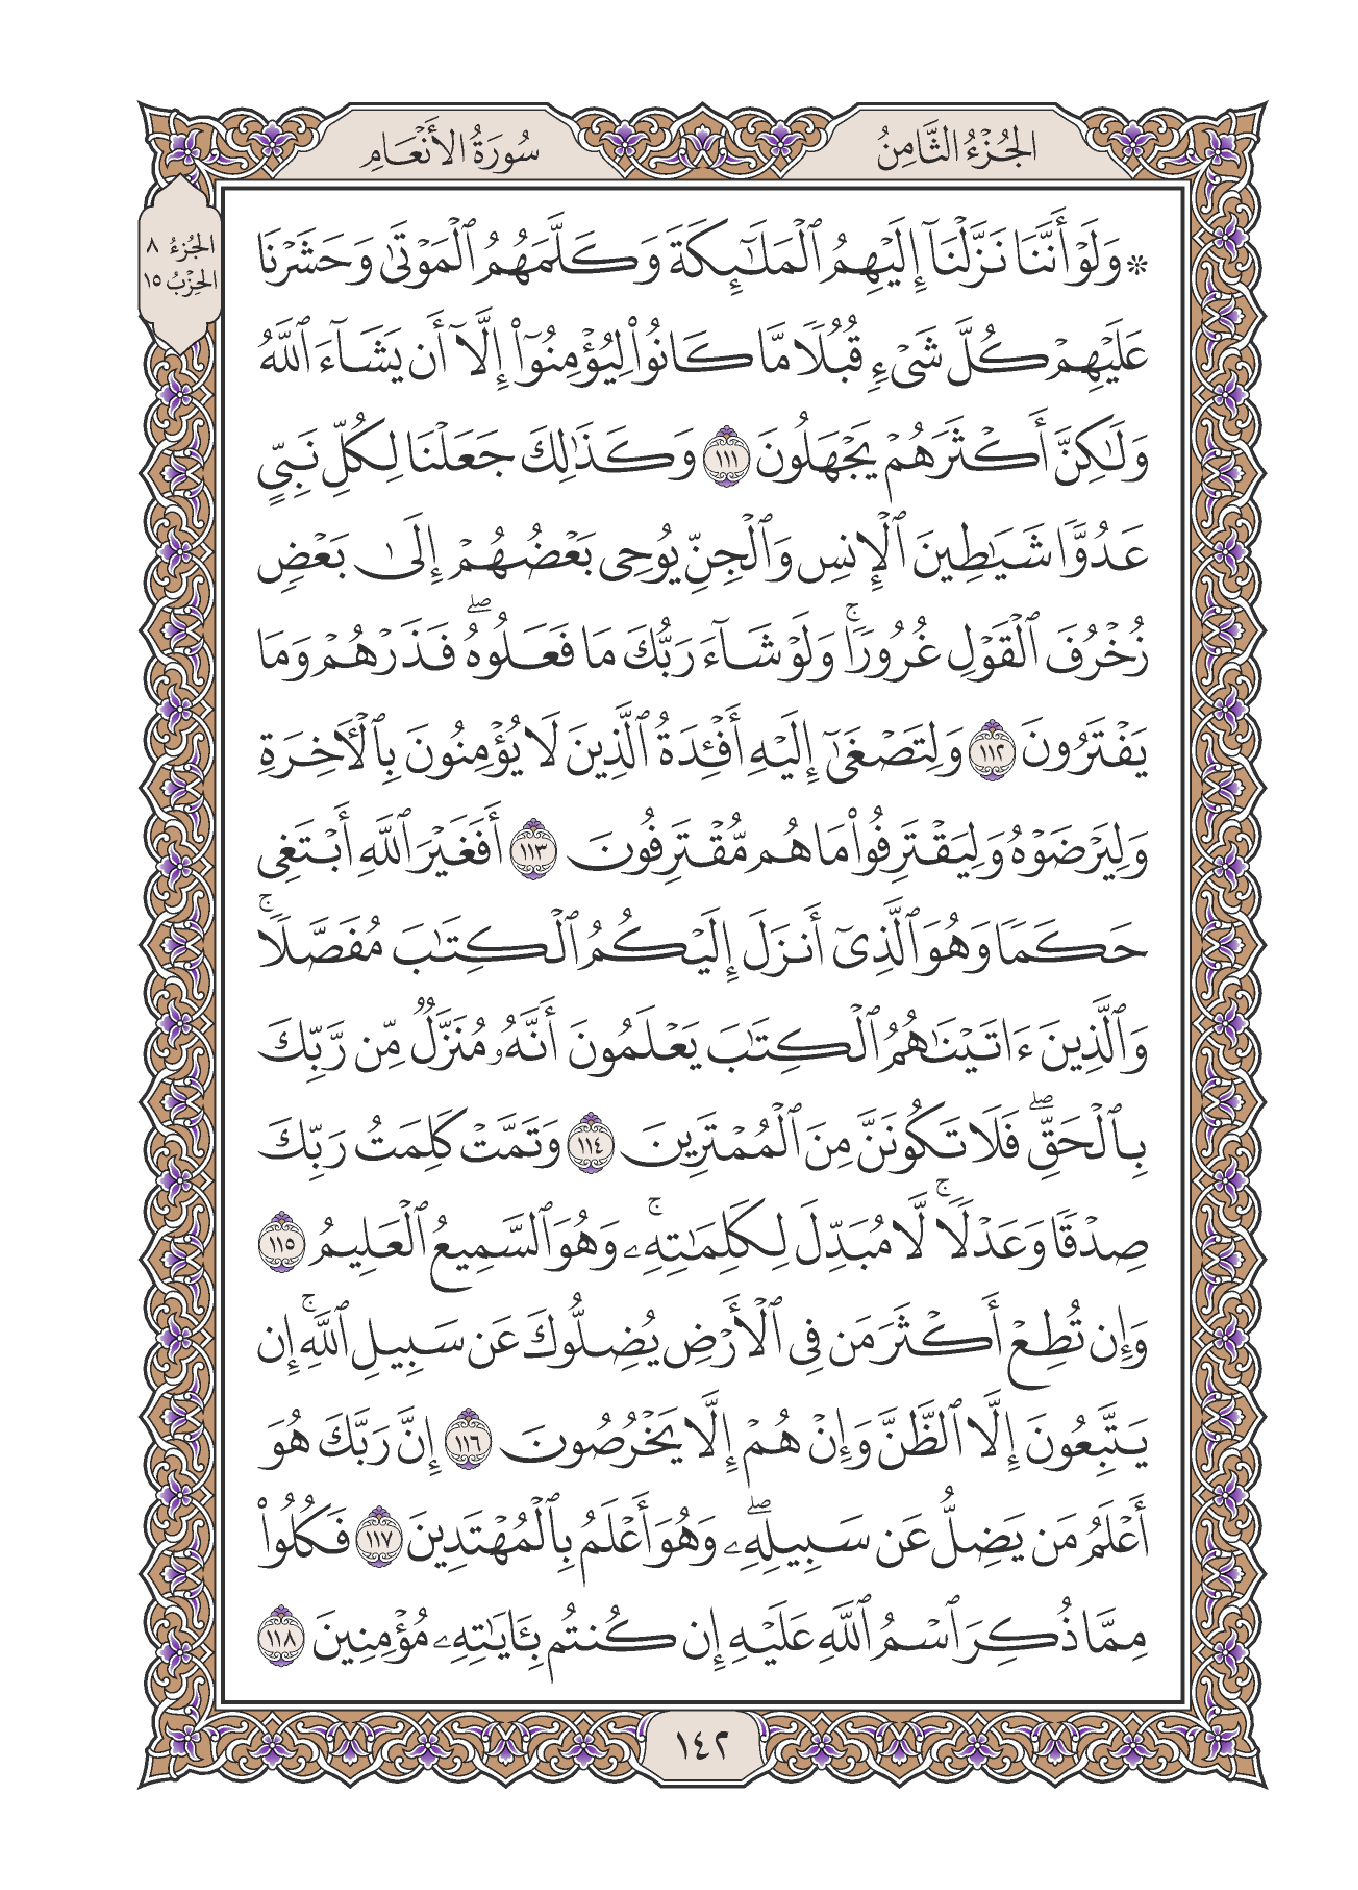 الجُزْءُ الثَّامِنُ
سُورَةُ الأَنْعَامِ
الجُزءُ ٨
الحِزْبُ ١٥
۞ وَلَوْ أَنَّنَا نَزَّلْنَآ إِلَيْهِمُ ٱلْمَلَـٰٓئِكَةَ وَكَلَّمَهُمُ ٱلْمَوْتَىٰ وَحَشَرْنَا
عَلَيْهِمْ كُلَّ شَىْءٍ قُبُلًا مَّا كَانُوا۟ لِيُؤْمِنُوٓا۟ إِلَّآ أَن يَشَآءَ ٱللَّهُ
وَلَـٰكِنَّ أَكْثَرَهُمْ يَجْهَلُونَ ١١١ وَكَذَٰلِكَ جَعَلْنَا لِكُلِّ نَبِىٍّ
عَدُوًّا شَيَـٰطِينَ ٱلْإِنسِ وَٱلْجِنِّ يُوحِى بَعْضُهُمْ إِلَىٰ بَعْضٍ
زُخْرُفَ ٱلْقَوْلِ غُرُورًا ۚ وَلَوْ شَآءَ رَبُّكَ مَا فَعَلُوهُ ۖ فَذَرْهُمْ وَمَا
يَفْتَرُونَ ١١٢ وَلِتَصْغَىٰٓ إِلَيْهِ أَفْـِٔدَةُ ٱلَّذِينَ لَا يُؤْمِنُونَ بِٱلْـَٔاخِرَةِ
وَلِيَرْضَوْهُ وَلِيَقْتَرِفُوا۟ مَا هُم مُّقْتَرِفُونَ ١١٣ أَفَغَيْرَ ٱللَّهِ أَبْتَغِى
حَكَمًا وَهُوَ ٱلَّذِىٓ أَنزَلَ إِلَيْكُمُ ٱلْكِتَـٰبَ مُفَصَّلًا ۚ
وَٱلَّذِينَ ءَاتَيْنَـٰهُمُ ٱلْكِتَـٰبَ يَعْلَمُونَ أَنَّهُۥ مُنَزَّلٌ مِّن رَّبِّكَ
بِٱلْحَقِّ ۖ فَلَا تَكُونَنَّ مِنَ ٱلْمُمْتَرِينَ ١١٤ وَتَمَّتْ كَلِمَتُ رَبِّكَ
صِدْقًا وَعَدْلًا ۚ لَّا مُبَدِّلَ لِكَلِمَـٰتِهِۦ ۚ وَهُوَ ٱلسَّمِيعُ ٱلْعَلِيمُ ١١٥
وَإِن تُطِعْ أَكْثَرَ مَن فِى ٱلْأَرْضِ يُضِلُّوكَ عَن سَبِيلِ ٱللَّهِ ۚ إِن
يَتَّبِعُونَ إِلَّا ٱلظَّنَّ وَإِنْ هُمْ إِلَّا يَخْرُصُونَ ١١٦ إِنَّ رَبَّكَ هُوَ
أَعْلَمُ مَن يَضِلُّ عَن سَبِيلِهِۦ ۖ وَهُوَ أَعْلَمُ بِٱلْمُهْتَدِينَ ١١٧ فَكُلُوا۟
مِمَّا ذُكِرَ ٱسْمُ ٱللَّهِ عَلَيْهِ إِن كُنتُم بِـَٔايَـٰتِهِۦ مُؤْمِنِينَ ١١٨
١٤٢